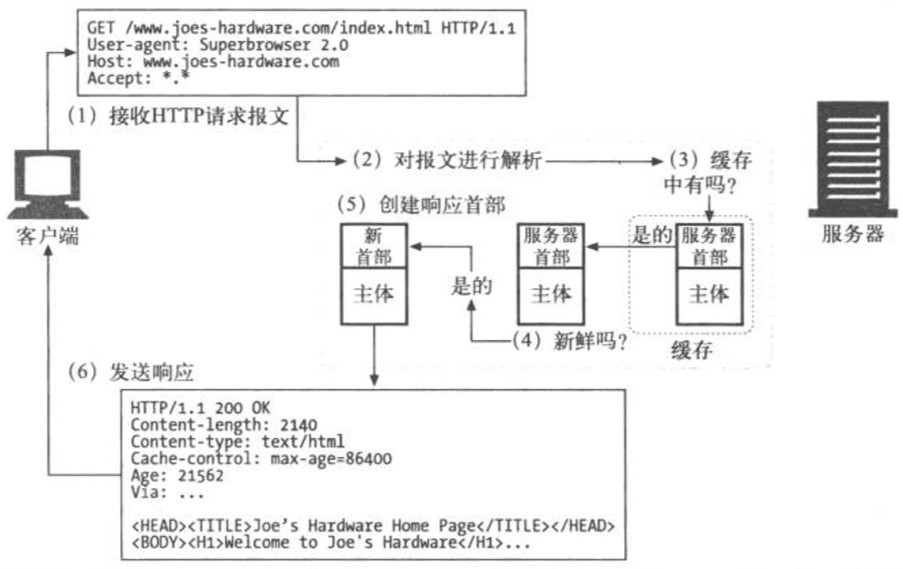 GET /www.joes-hardware.com/index.html HTTP/1.1
User-agent: Superbrowser 2.0
Host: www.joes-hardware.com
Accept: *.*
(1) 接收HTTP请求报文
(2) 对报文进行解析
(3) 缓存
中有吗?
客户端
服务器
(5) 创建响应首部
新
首部
主体
是的
服务器
首部
主体
是的
服务器
首部
主体
(4) 新鲜吗?
缓存
(6) 发送响应
HTTP/1.1 200 OK
Content-length: 2140
Content-type: text/html
Cache-control: max-age=86400
Age: 21562
Via: ...
<HEAD><TITLE>Joe's Hardware Home Page</TITLE></HEAD>
<BODY><H1>Welcome to Joe's Hardware</H1>...